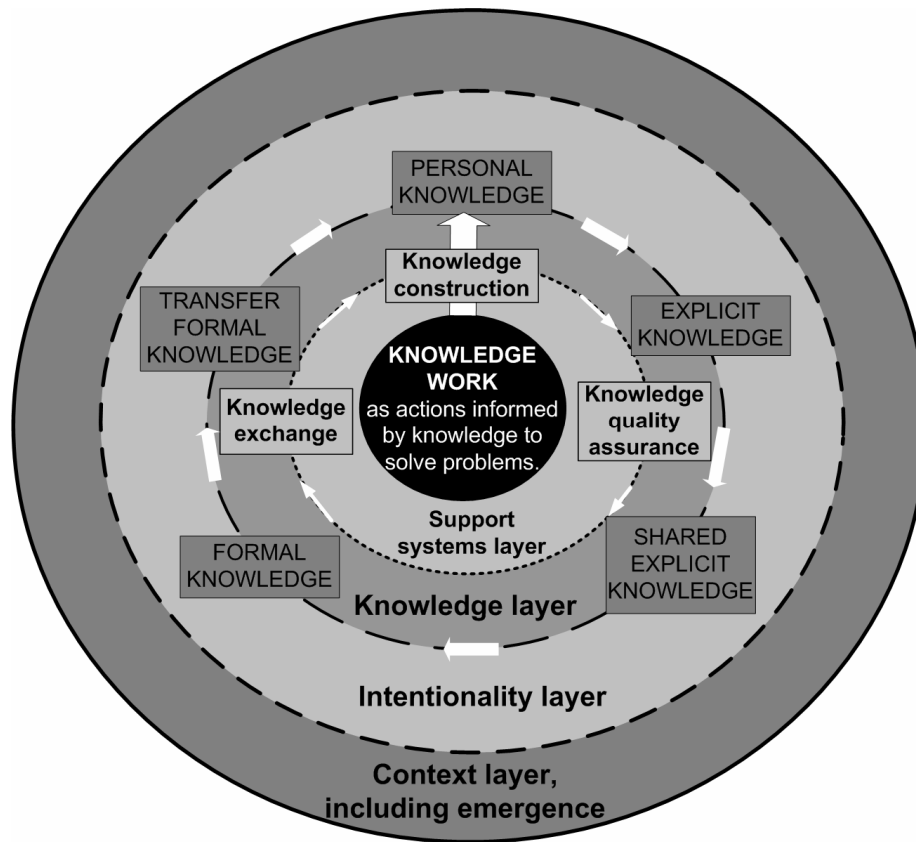 PERSONAL
KNOWLEDGE
Knowledge
construction
TRANSFER
FORMAL
KNOWLEDGE
EXPLICIT
KNOWLEDGE
KNOWLEDGE
WORK
as actions informed
by knowledge to
solve problems.
Knowledge
exchange
Knowledge
quality
assurance
Support
systems layer
FORMAL
KNOWLEDGE
SHARED
EXPLICIT
KNOWLEDGE
Knowledge layer
Intentionality layer
Context layer,
including emergence